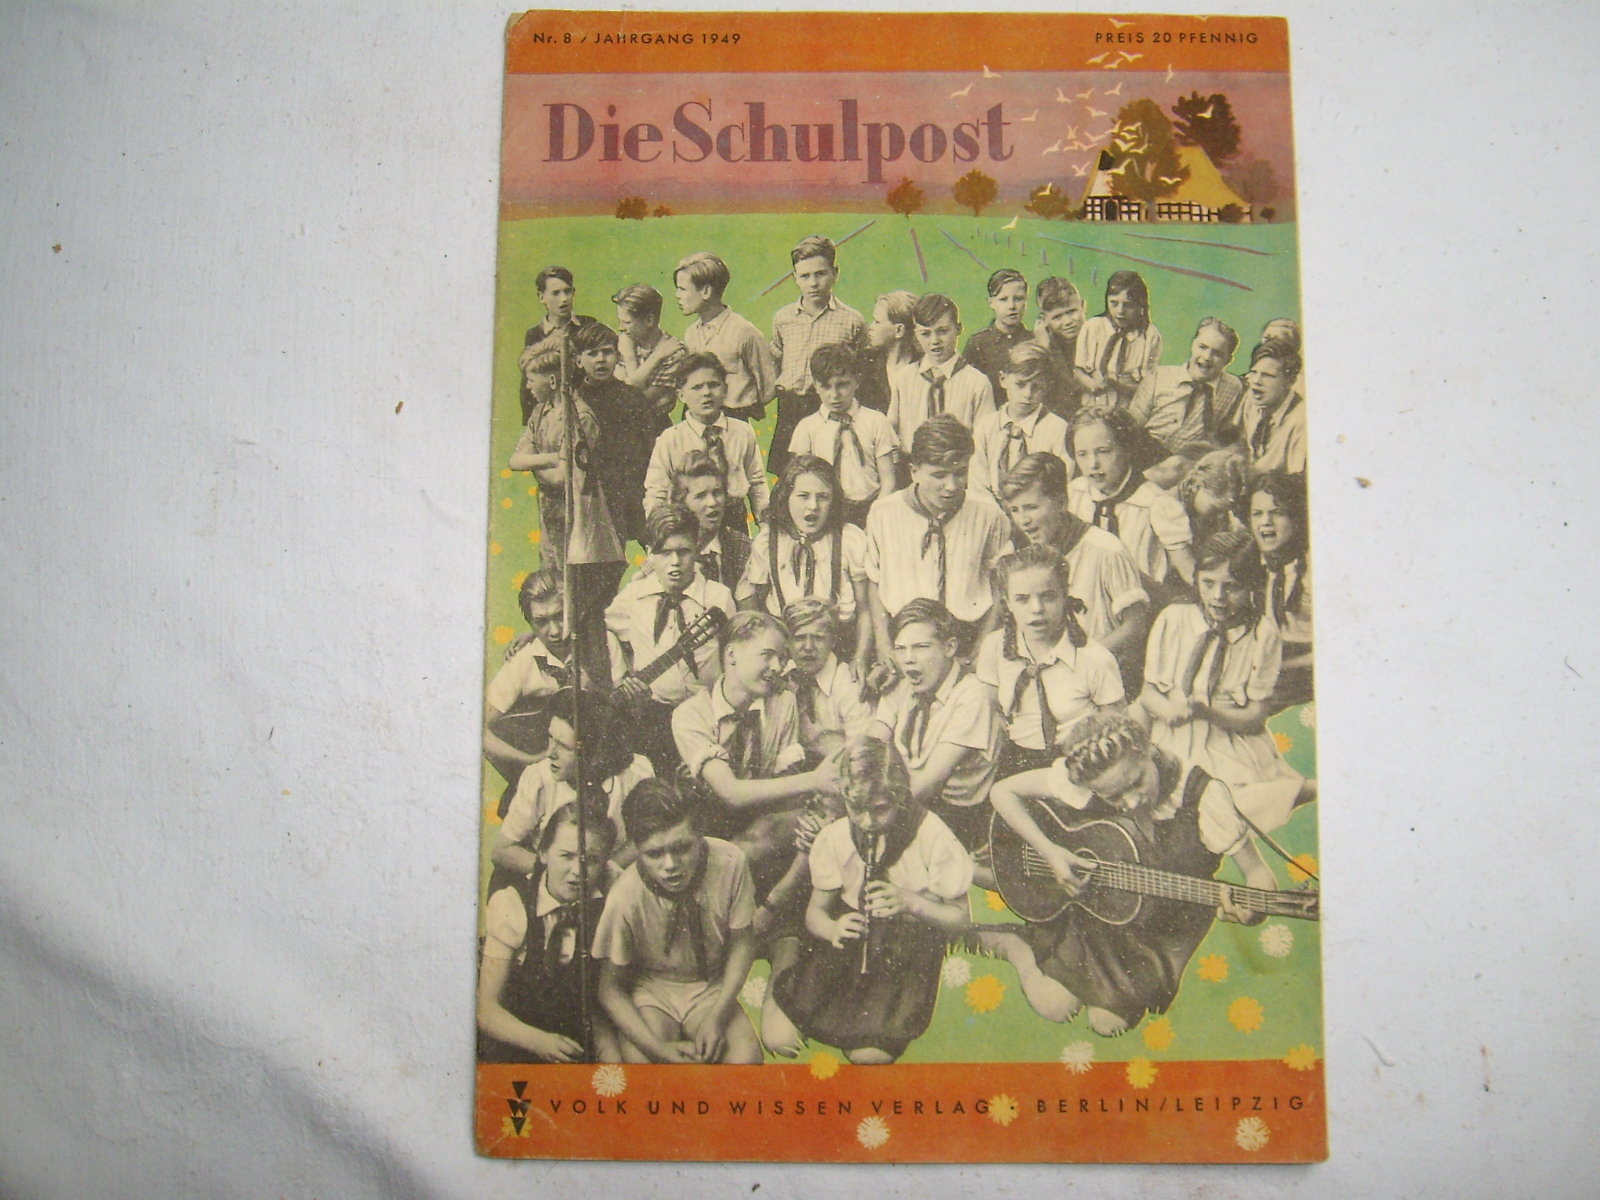 Nr. 8 / JAHRGANG 1949
PREIS 20 PFENNIG
Die Schulpost
VOLK UND WISSEN VERLAG · BERLIN/LEIPZIG